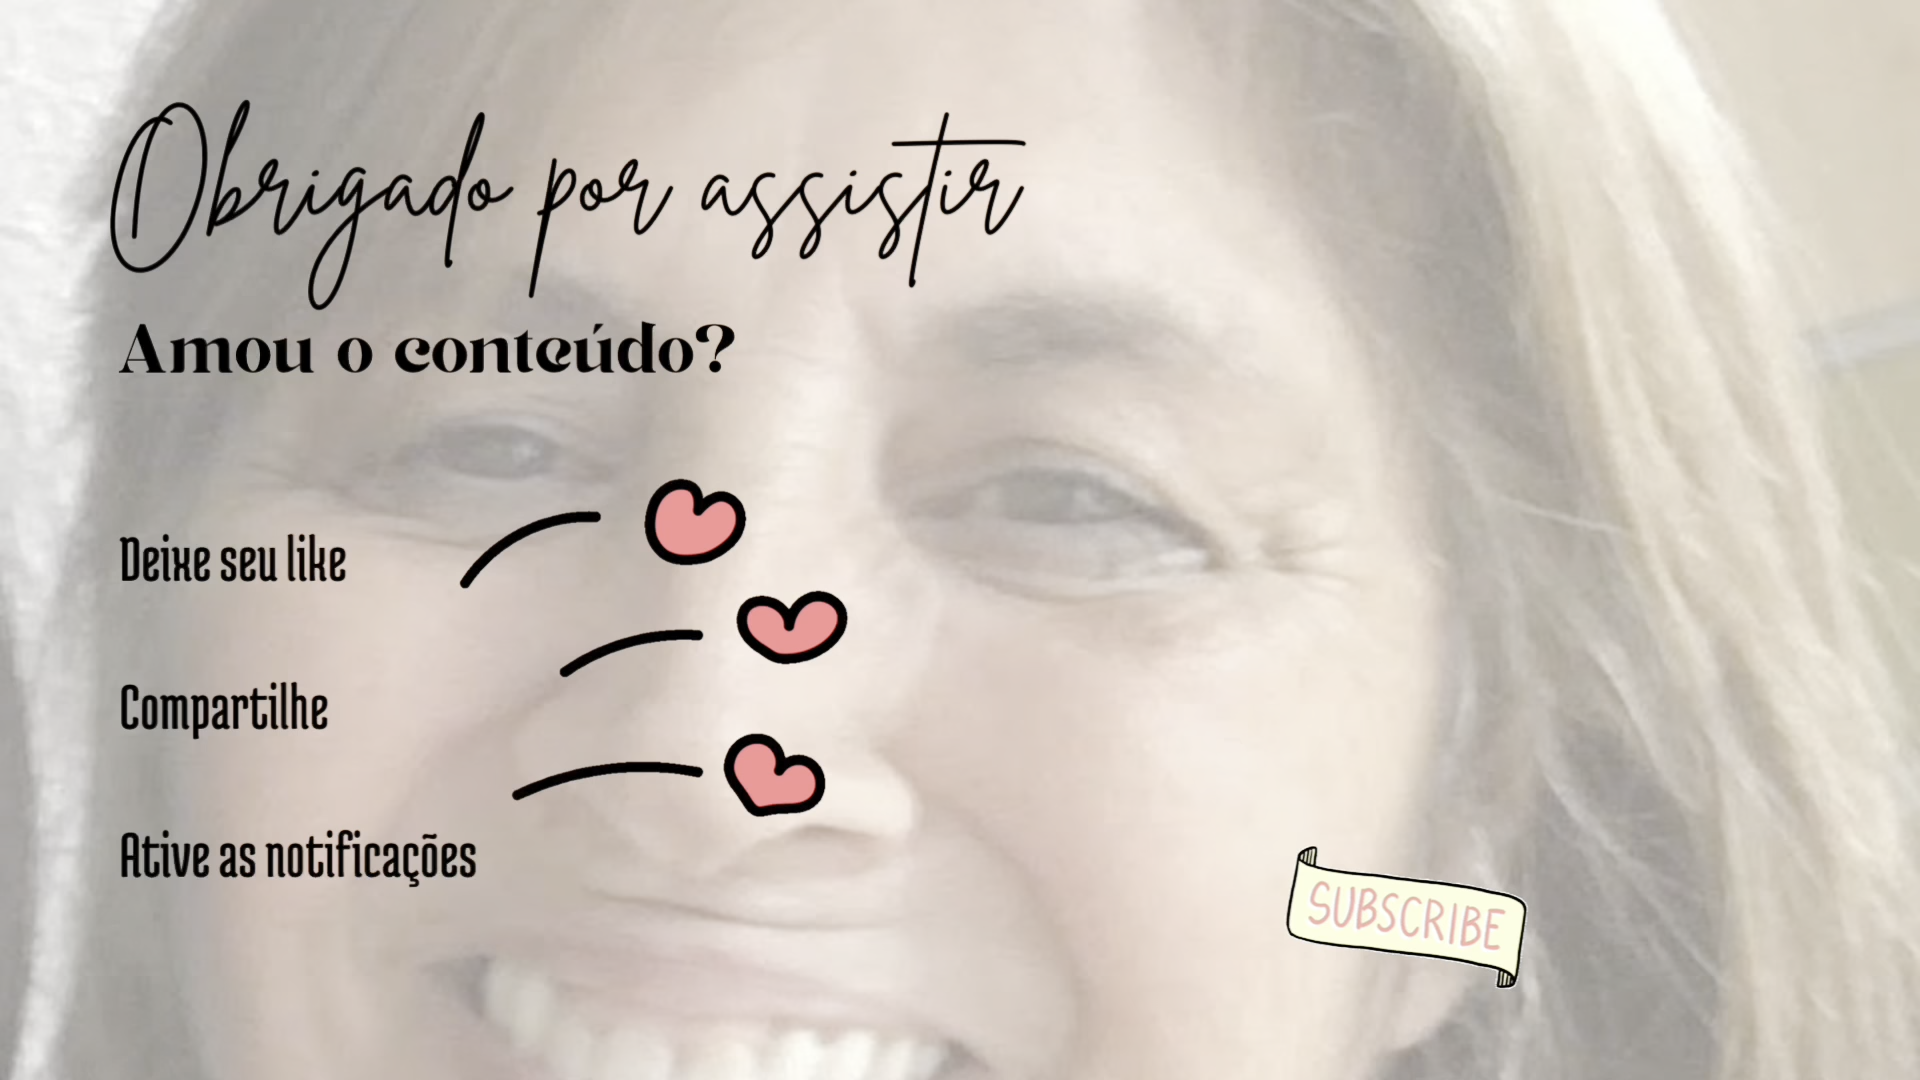 Obrigado por assistir
Amou o conteúdo?
Deixe seu like
Compartilhe
Ative as notificações
SUBSCRIBE